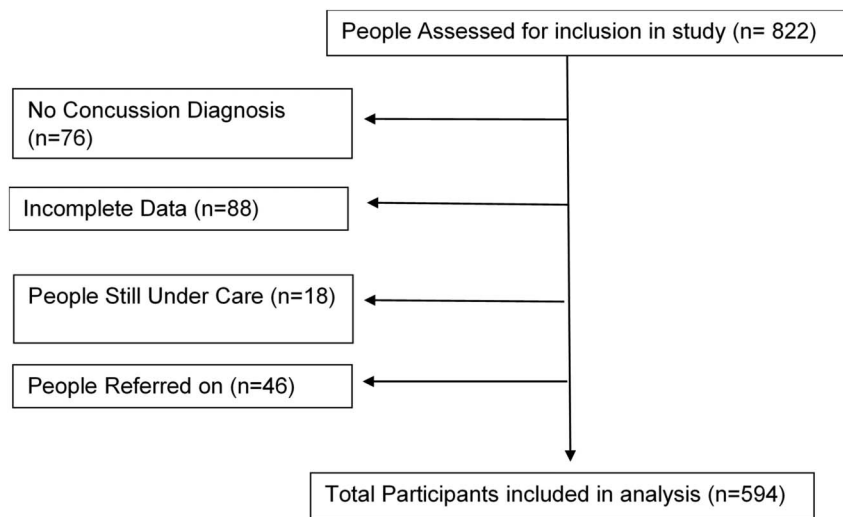 People Assessed for inclusion in study (n= 822)
No Concussion Diagnosis
(n=76)
Incomplete Data (n=88)
People Still Under Care (n=18)
People Referred on (n=46)
Total Participants included in analysis (n=594)